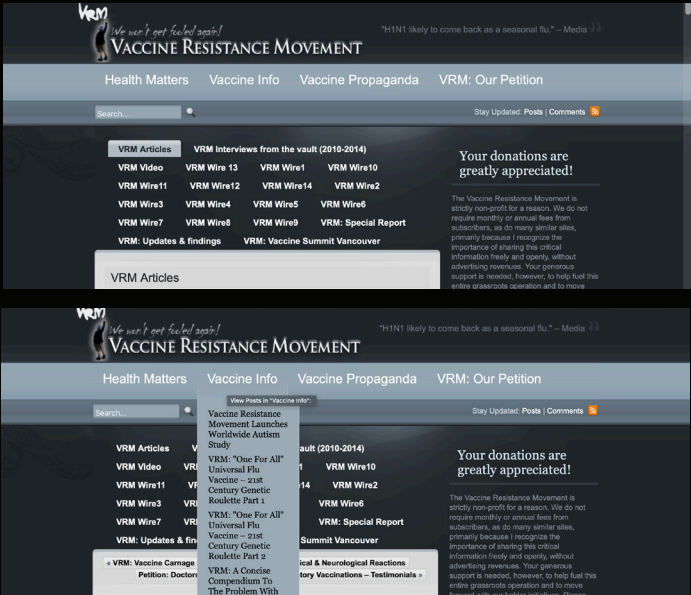 VRM
We won't get fooled again!
VACCINE RESISTANCE MOVEMENT
"H1N1 likely to come back as a seasonal flu." – Media
Health Matters Vaccine Info Vaccine Propaganda VRM: Our Petition
Search...
Stay Updated: Posts | Comments
VRM Articles VRM Interviews from the vault (2010-2014)
VRM Video VRM Wire 13 VRM Wire1 VRM Wire10
VRM Wire11 VRM Wire12 VRM Wire14 VRM Wire2
VRM Wire3 VRM Wire4 VRM Wire5 VRM Wire6
VRM Wire7 VRM Wire8 VRM Wire9 VRM: Special Report
VRM: Updates & findings VRM: Vaccine Summit Vancouver
VRM Articles
Your donations are
greatly appreciated!
The Vaccine Resistance Movement is
strictly non-profit for a reason. We do not
require monthly or annual fees from
subscribers, as do many similar sites,
primarily because I recognize the
importance of sharing this critical
information freely and openly, without
advertising revenues. Your generous
support is needed, however, to help fuel this
entire grassroots operation and to move
VRM
We won't get fooled again!
VACCINE RESISTANCE MOVEMENT
"H1N1 likely to come back as a seasonal flu." – Media
Health Matters Vaccine Info Vaccine Propaganda VRM: Our Petition
View Posts in "Vaccine Info":
Search...
Stay Updated: Posts | Comments
Vaccine Resistance
Movement Launches
Worldwide Autism
Study
VRM: "One For All"
Universal Flu
Vaccine – 21st
Century Genetic
Roulette Part 1
VRM: "One For All"
Universal Flu
Vaccine – 21st
Century Genetic
Roulette Part 2
VRM: A Concise
Compendium To
The Problem With
VRM Articles V ault (2010-2014)
VRM Video VR 1 VRM Wire10
VRM Wire11 VR 14 VRM Wire2
VRM Wire3 VR VRM Wire6
VRM Wire7 VR VRM: Special Report
VRM: Updates & fin Summit Vancouver
« VRM: Vaccine Carnage ical & Neurological Reactions
Petition: Doctor tory Vaccinations – Testimonials »
Your donations are
greatly appreciated!
The Vaccine Resistance Movement is
strictly non-profit for a reason. We do not
require monthly or annual fees from
subscribers, as do many similar sites,
primarily because I recognize the
importance of sharing this critical
information freely and openly, without
advertising revenues. Your generous
support is needed, however, to help fuel this
entire grassroots operation and to move